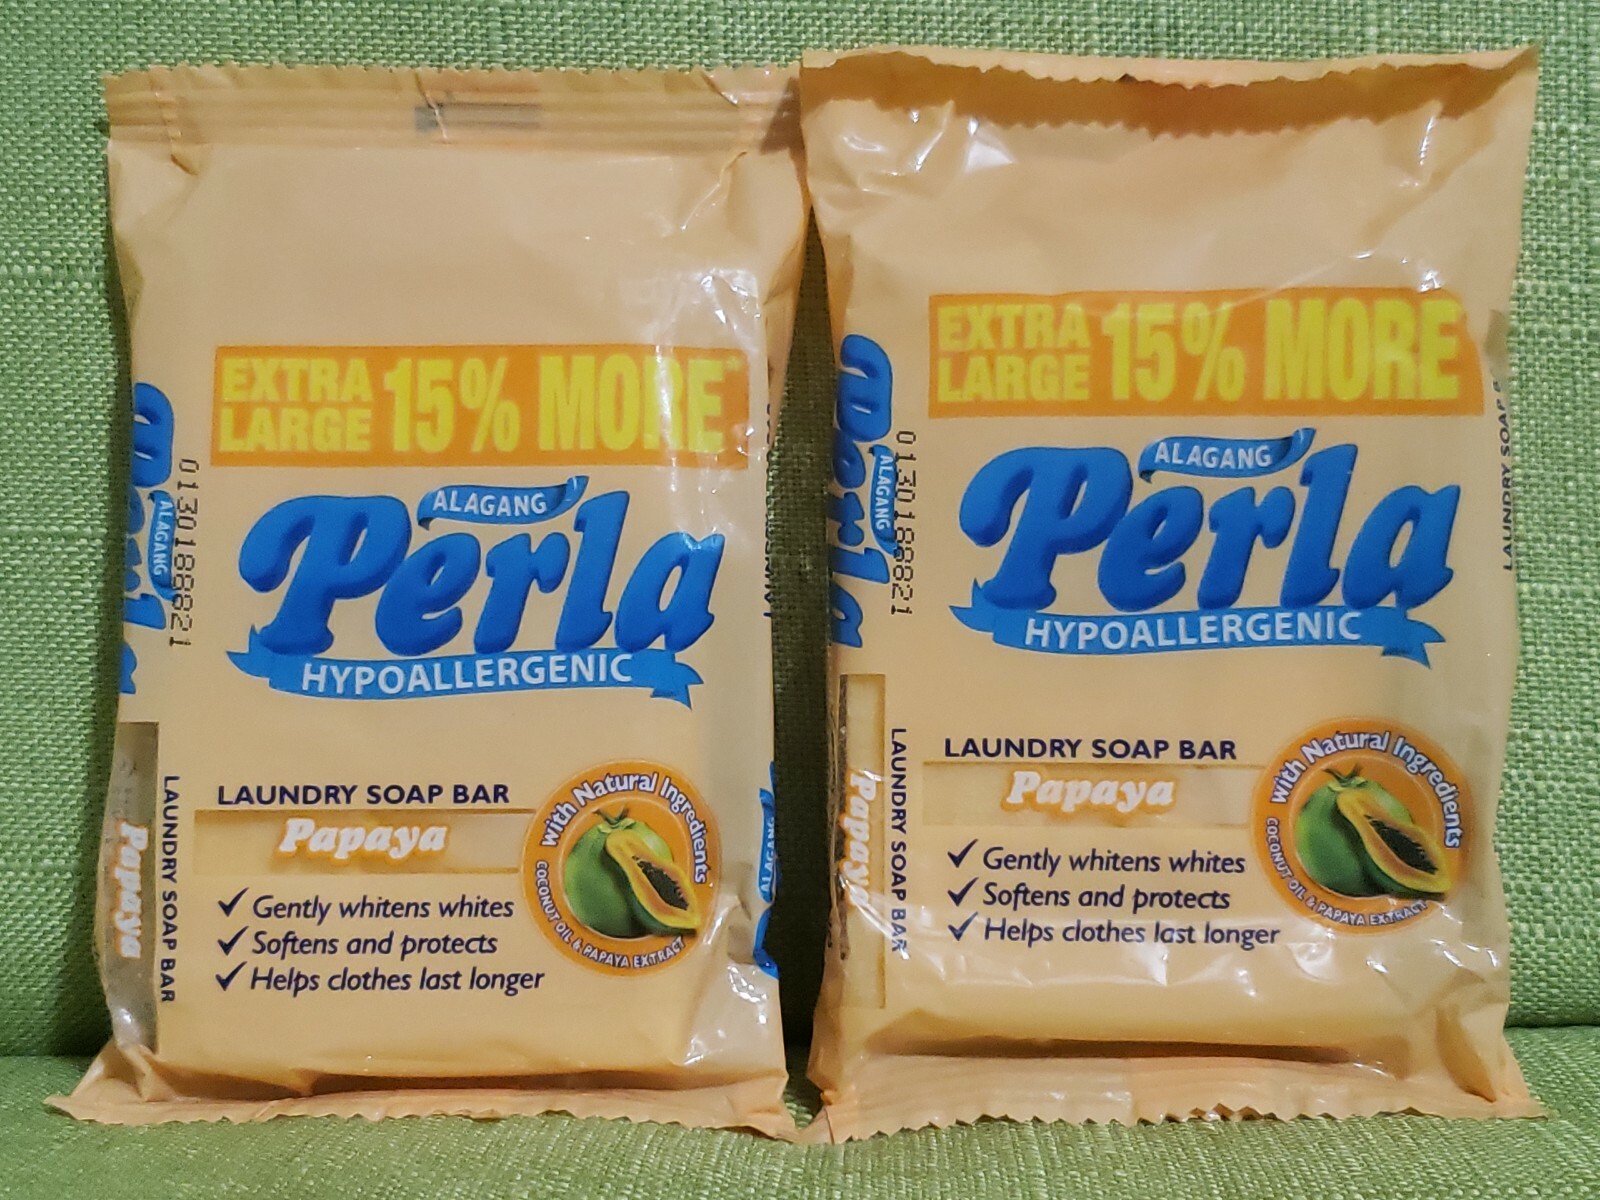 EXTRA LARGE 15% MORE*
ALAGANG
Perla
HYPOALLERGENIC
LAUNDRY SOAP BAR
Papaya
✓ Gently whitens whites
✓ Softens and protects
✓ Helps clothes last longer
with Natural Ingredients
COCONUT OIL & PAPAYA EXTRACT
ALAGANG
Perla
0130188821
LAUNDRY SOAP BAR
Papaya
ALAGANG
EXTRA LARGE 15% MORE
ALAGANG
Perla
HYPOALLERGENIC
LAUNDRY SOAP BAR
Papaya
✓ Gently whitens whites
✓ Softens and protects
✓ Helps clothes last longer
with Natural Ingredients
COCONUT OIL & PAPAYA EXTRACT
ALAGANG
Perla
0130188821
LAUNDRY SOAP BAR
Papaya
LAUNDRY SOAP